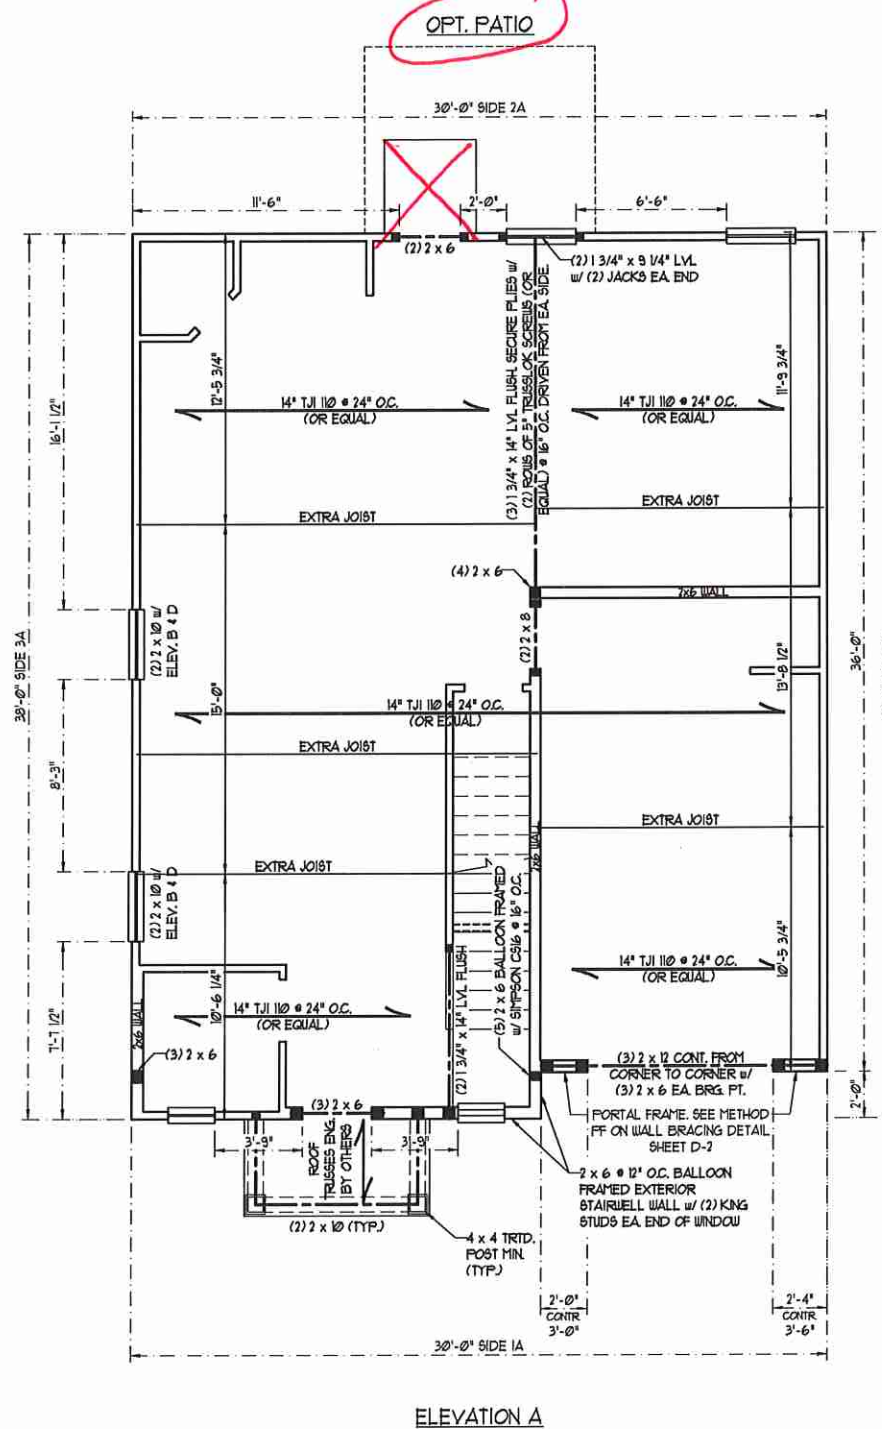 OPT. PATIO
30'-0" SIDE 2A
11'-6"
2'-0"
6'-6"
(2) 2 x 6
(2) 1 3/4" x 9 1/4" LVL
w/ (2) JACKS EA. END
(3) 1 3/4" x 14" LVL FLUSH. SECURE PLIES w/
(2) ROWS OF 5" TRUSSLOK SCREWS (OR
EQUAL) @ 16" O.C. DRIVEN FROM EA. SIDE.
16'-1 1/2"
12'-5 3/4"
11'-9 3/4"
14" TJI 110 @ 24" O.C.
(OR EQUAL)
14" TJI 110 @ 24" O.C.
(OR EQUAL)
EXTRA JOIST
EXTRA JOIST
(4) 2 x 6
2x6 WALL
(2) 2 x 10 w/
ELEV. B & D
(2) 2 x 8
38'-0" SIDE 3A
36'-0"
15'-0"
13'-8 1/2"
14" TJI 110 @ 24" O.C.
(OR EQUAL)
EXTRA JOIST
8'-3"
EXTRA JOIST
2x6 WALL
EXTRA JOIST
(2) 2 x 10 w/
ELEV. B & D
(5) 2 x 6 BALLOON FRAMED
w/ SIMPSON CS16 @ 16" O.C.
(2) 1 3/4" x 14" LVL FLUSH
14" TJI 110 @ 24" O.C.
(OR EQUAL)
10'-5 3/4"
7'-7 1/2"
10'-6 1/4"
2x6 WALL
14" TJI 110 @ 24" O.C.
(OR EQUAL)
(3) 2 x 6
(3) 2 x 12 CONT. FROM
CORNER TO CORNER w/
(3) 2 x 6 EA. BRG. PT.
2'-0"
(3) 2 x 6
PORTAL FRAME. SEE METHOD
PF ON WALL BRACING DETAIL
SHEET D-2
3'-9"
3'-9"
ROOF
TRUSSES ENG.
BY OTHERS
2 x 6 @ 12" O.C. BALLOON
FRAMED EXTERIOR
STAIRWELL WALL w/ (2) KING
STUDS EA. END OF WINDOW
(2) 2 x 10 (TYP.)
4 x 4 TRTD.
POST MIN.
(TYP.)
2'-0"
CONTR
3'-0"
2'-4"
CONTR
3'-6"
30'-0" SIDE 1A
ELEVATION A